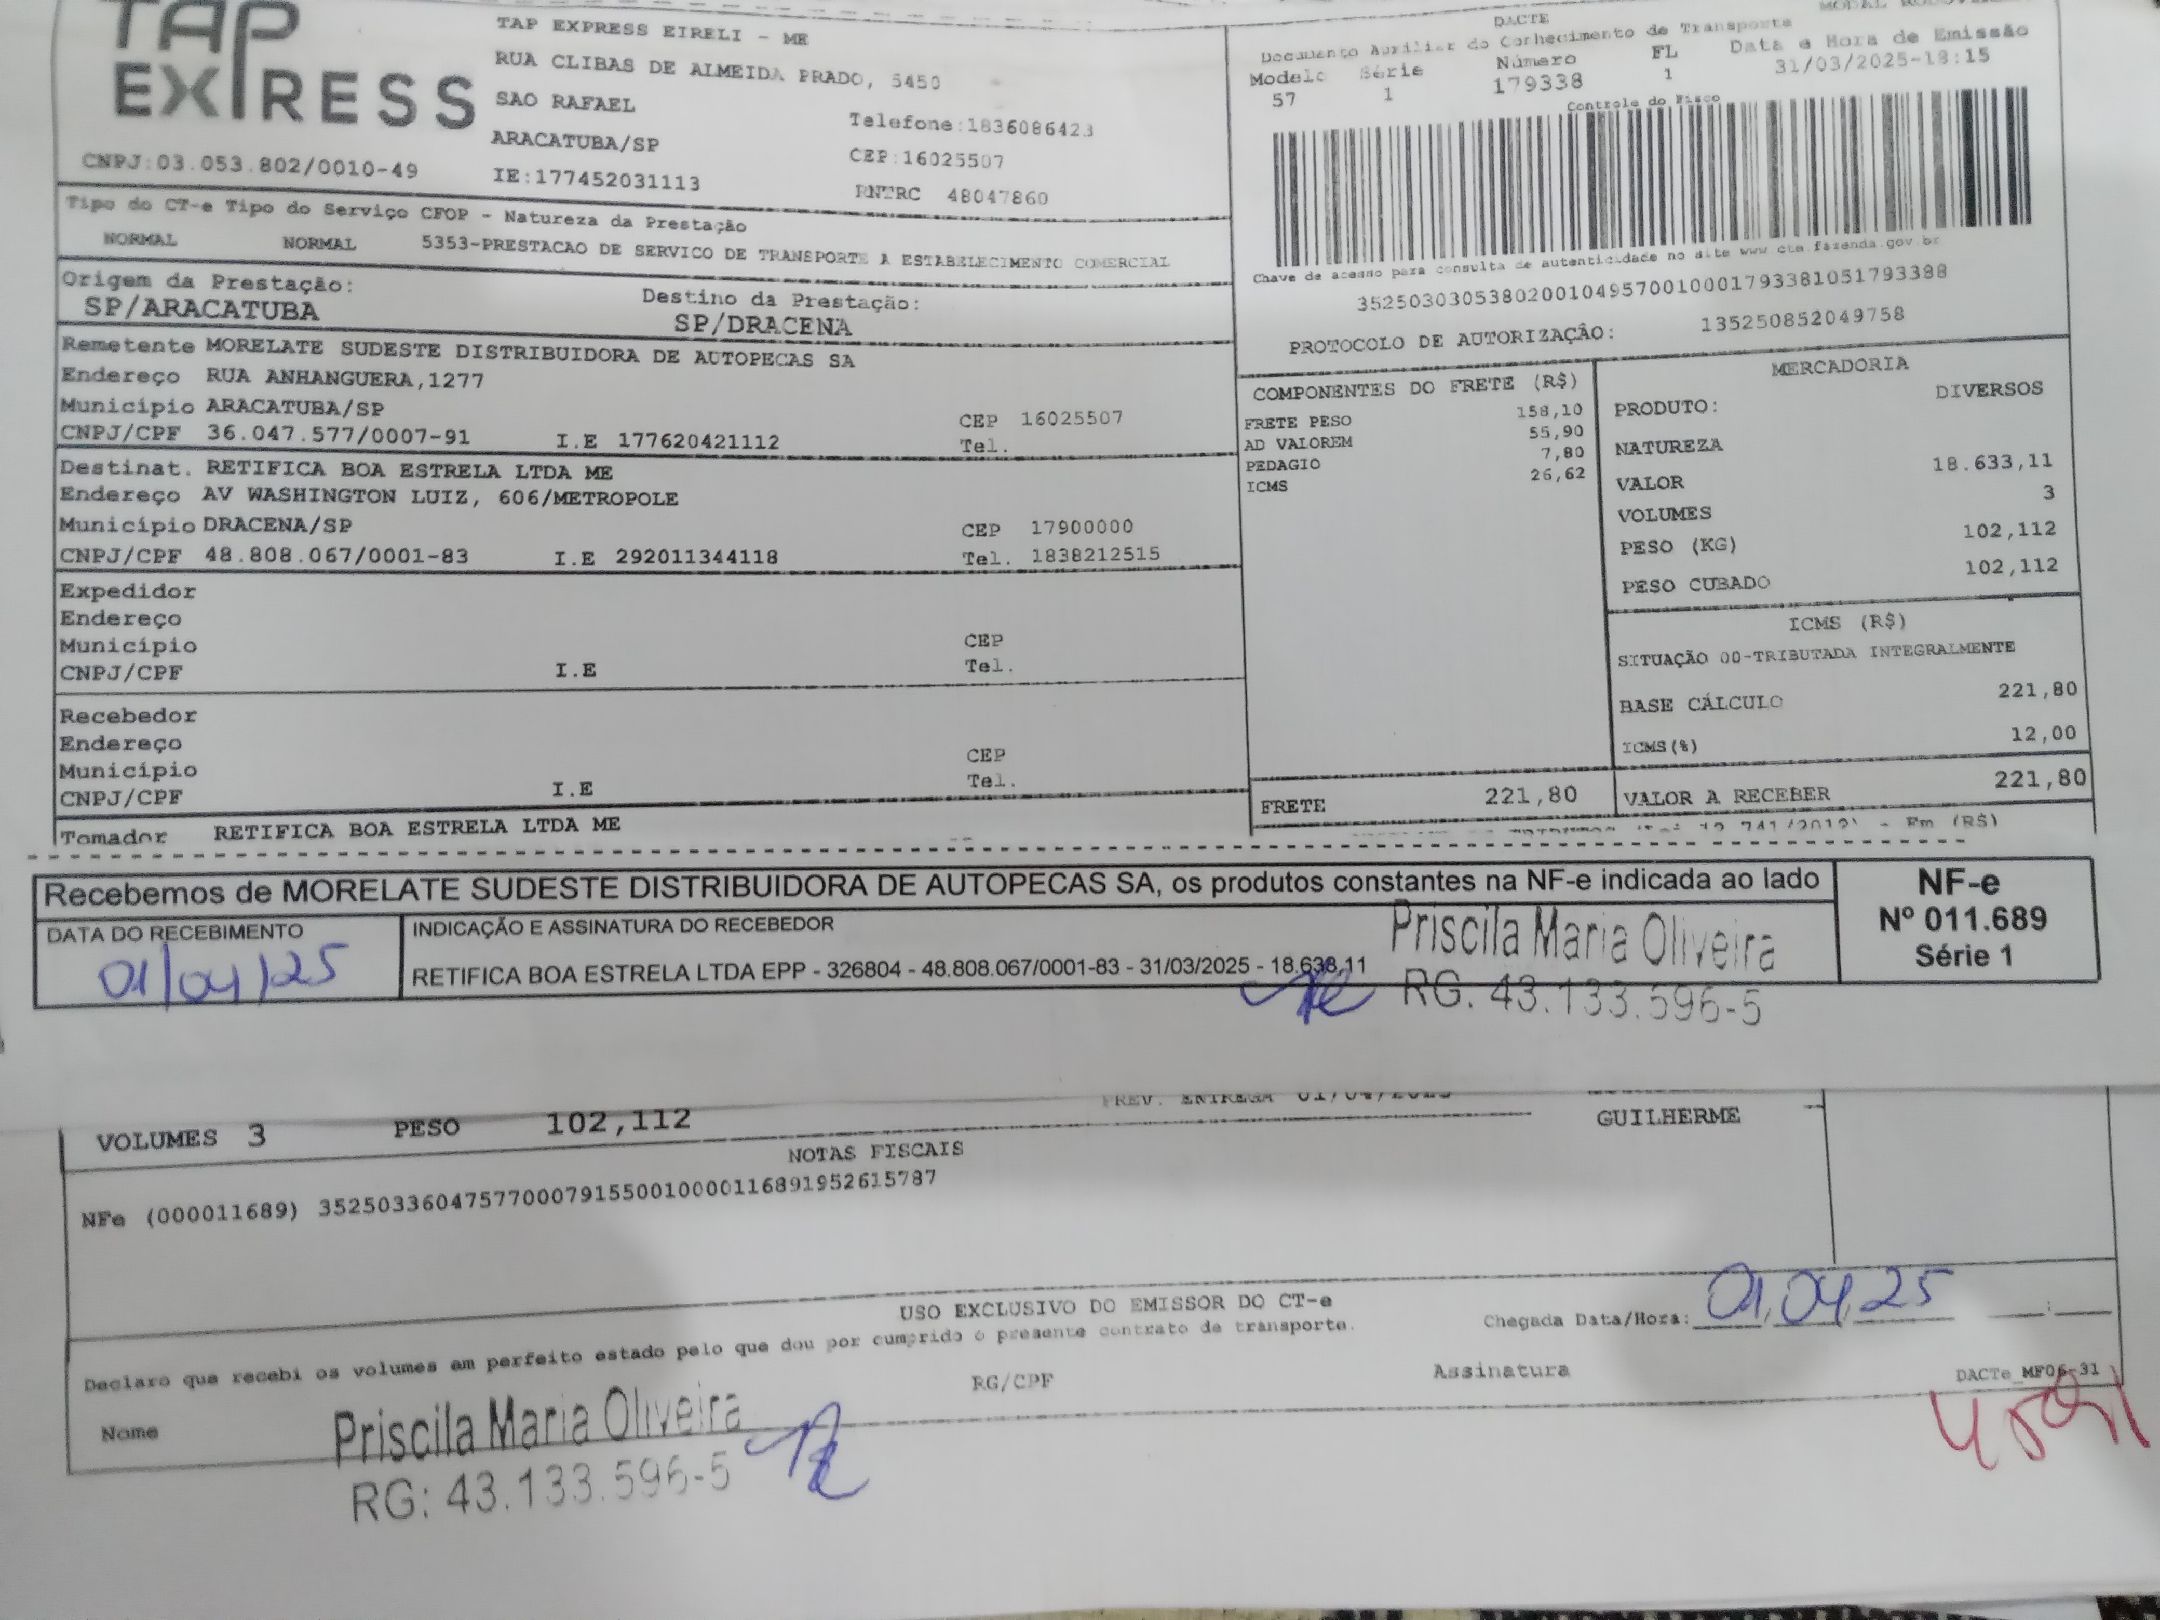 TAP
EXPRESS
CNPJ:03.053.802/0010-49
TAP EXPRESS EIRELI - ME
RUA CLIBAS DE ALMEIDA PRADO, 5450
SAO RAFAEL
ARACATUBA/SP
IE:177452031113
Telefone:1836086423
CEP:16025507
RNTRC 48047860
DACTE
Documento Auxiliar do Conhecimento de Transporte
Modelo Série Número FL Data e Hora de Emissão
57 1 179338 1 31/03/2025-18:15
Controle do Fisco
Chave de acesso para consulta de autenticidade no site www.cte.fazenda.gov.br
35250303053802001049570010001793381051793388
PROTOCOLO DE AUTORIZAÇÃO: 135250852049758
Tipo do CT-e Tipo do Serviço CFOP - Natureza da Prestação
NORMAL NORMAL 5353-PRESTACAO DE SERVICO DE TRANSPORTE A ESTABELECIMENTO COMERCIAL
Origem da Prestação: Destino da Prestação:
SP/ARACATUBA SP/DRACENA
Remetente MORELATE SUDESTE DISTRIBUIDORA DE AUTOPECAS SA
Endereço RUA ANHANGUERA,1277
Município ARACATUBA/SP CEP 16025507
CNPJ/CPF 36.047.577/0007-91 I.E 177620421112 Tel.
Destinat. RETIFICA BOA ESTRELA LTDA ME
Endereço AV WASHINGTON LUIZ, 606/METROPOLE
Município DRACENA/SP CEP 17900000
CNPJ/CPF 48.808.067/0001-83 I.E 292011344118 Tel. 1838212515
Expedidor
Endereço
Município CEP
CNPJ/CPF I.E Tel.
Recebedor
Endereço
Município CEP
CNPJ/CPF I.E Tel.
Tomador RETIFICA BOA ESTRELA LTDA ME
COMPONENTES DO FRETE (R$)
FRETE PESO 158,10
AD VALOREM 55,90
PEDAGIO 7,80
ICMS 26,62
FRETE 221,80
MERCADORIA
PRODUTO: DIVERSOS
NATUREZA
VALOR 18.633,11
VOLUMES 3
PESO (KG) 102,112
PESO CUBADO 102,112
ICMS (R$)
SITUAÇÃO 00-TRIBUTADA INTEGRALMENTE
BASE CÁLCULO 221,80
ICMS(%) 12,00
VALOR A RECEBER 221,80
Recebemos de MORELATE SUDESTE DISTRIBUIDORA DE AUTOPECAS SA, os produtos constantes na NF-e indicada ao lado
DATA DO RECEBIMENTO
01/04/25
INDICAÇÃO E ASSINATURA DO RECEBEDOR
RETIFICA BOA ESTRELA LTDA EPP - 326804 - 48.808.067/0001-83 - 31/03/2025 - 18.638,11
Priscila Maria Oliveira
RG. 43.133.596-5
NF-e
Nº 011.689
Série 1
PREV. ENTREGA 01/04/2025
VOLUMES 3 PESO 102,112 GUILHERME
NOTAS FISCAIS
NFe (000011689) 35250336047577000791550010000116891952615787
USO EXCLUSIVO DO EMISSOR DO CT-e
Declaro que recebi os volumes em perfeito estado pelo que dou por cumprido o presente contrato de transporte.
Chegada Data/Hora: 01/04/25 :
Nome RG/CPF Assinatura
DACTe_MF06-31
Priscila Maria Oliveira
RG: 43.133.596-5